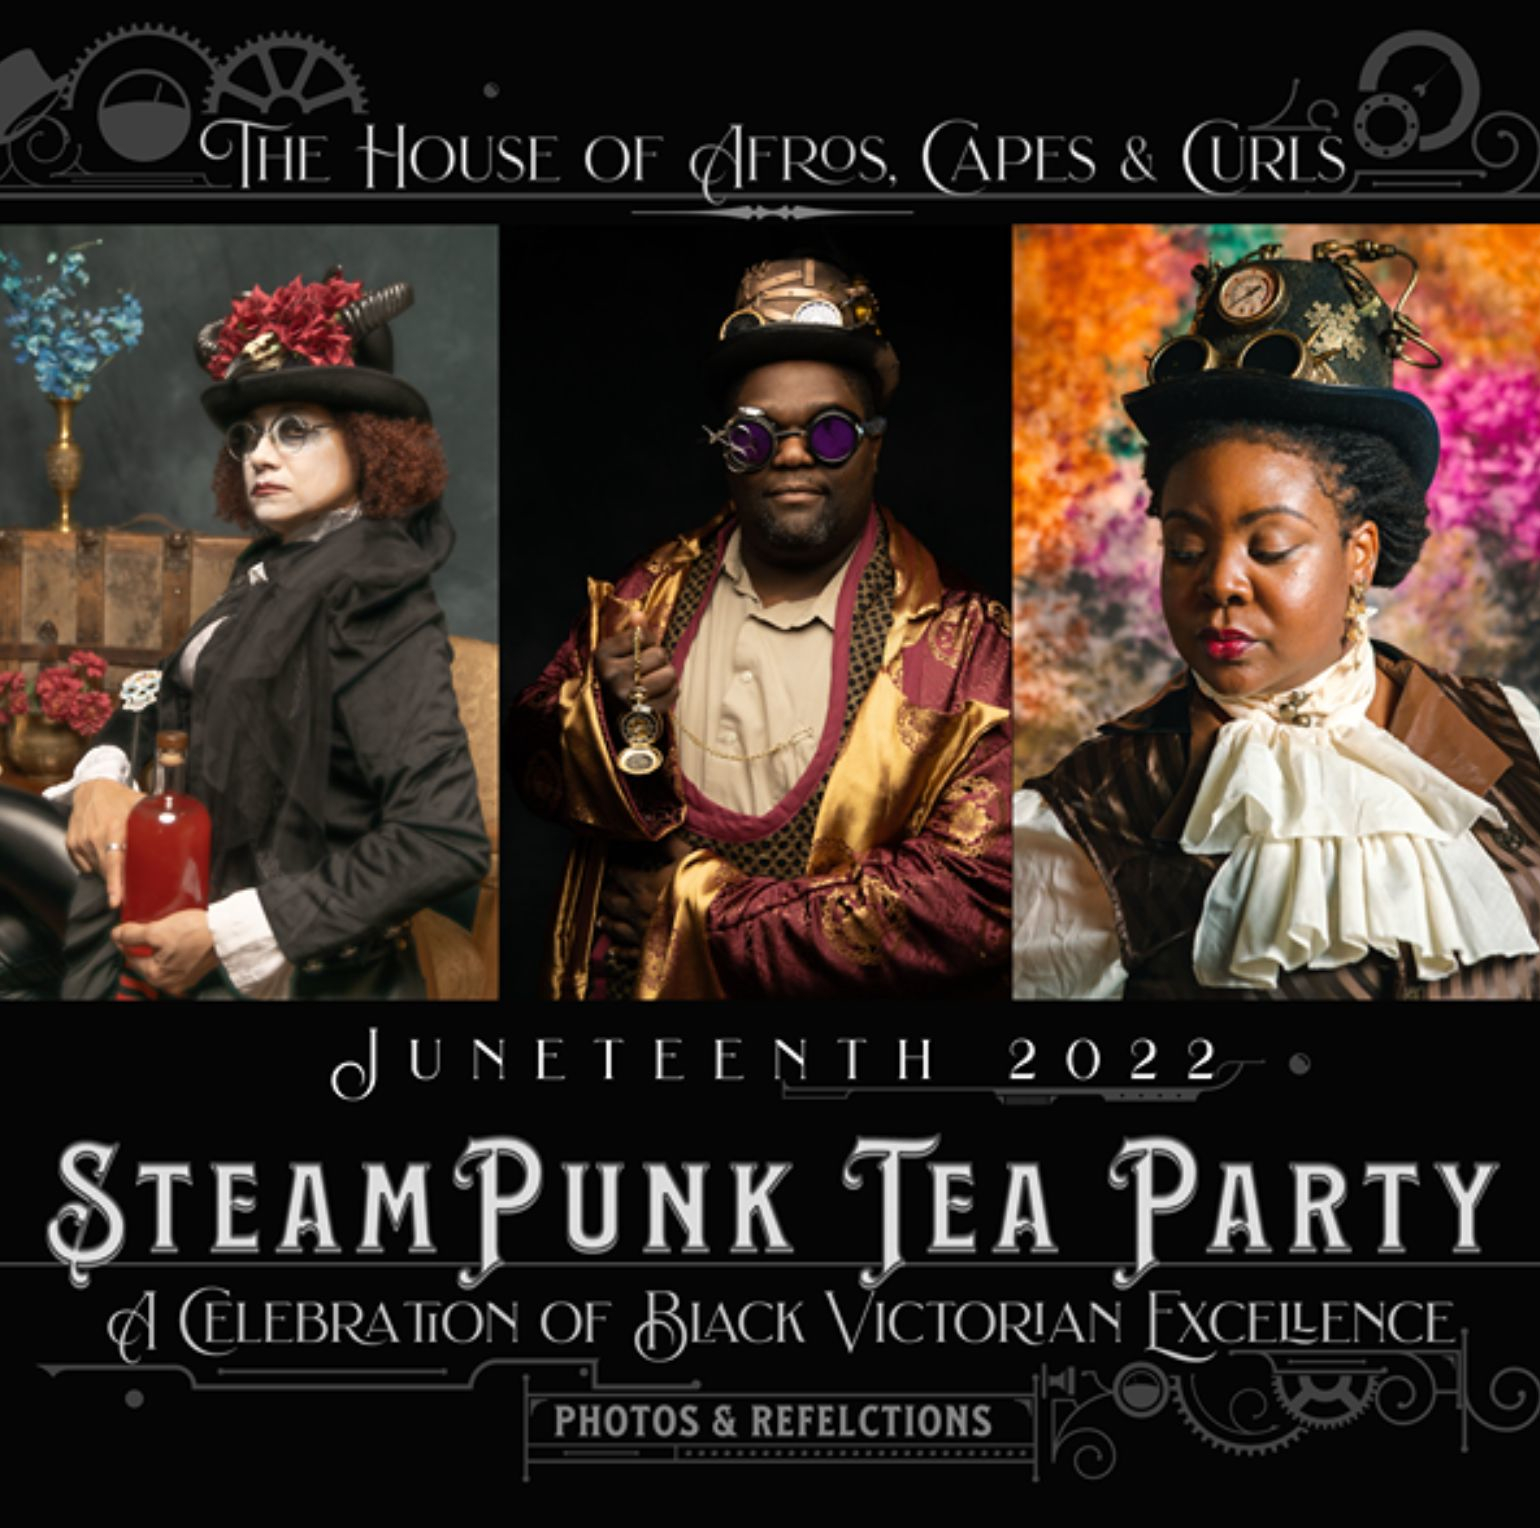 The House of Afros, Capes & Curls
Juneteenth 2022
SteamPunk Tea Party
A Celebration of Black Victorian Excellence
PHOTOS & REFELCTIONS